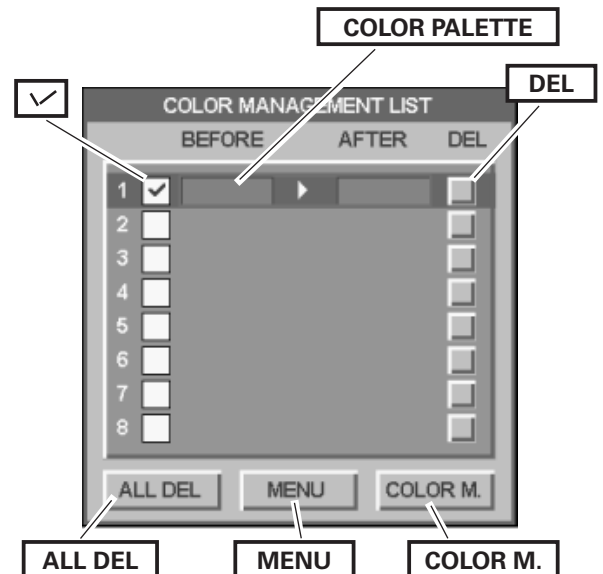 COLOR PALETTE
✓ DEL
COLOR MANAGEMENT LIST
BEFORE AFTER DEL
1 ✓
2
3
4
5
6
7
8
ALL DEL MENU COLOR M.
ALL DEL MENU COLOR M.